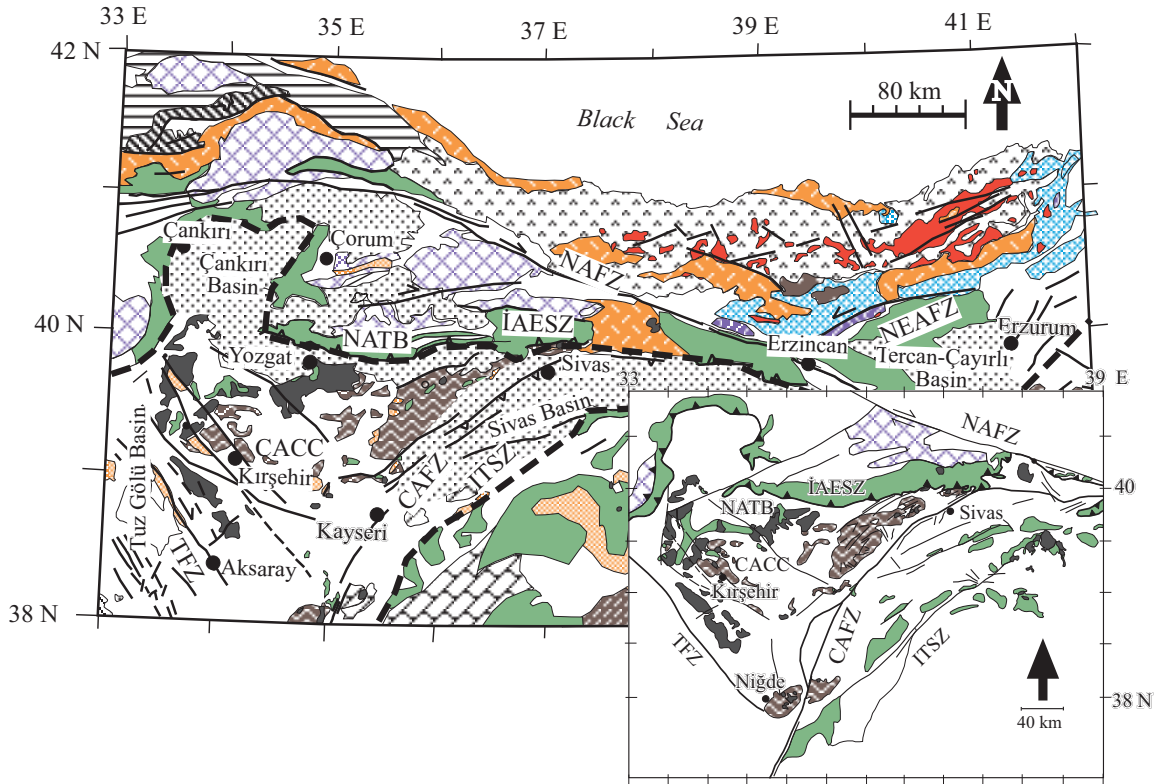 33 E
35 E
37 E
39 E
41 E
42 N
80 km
N
Black Sea
Çankırı
Çorum
Çankırı
Basin
NAFZ
40 N
NATB
İAESZ
NEAFZ
Erzurum
Erzincan
Tercan-Çayırlı
Basin
Yozgat
Sivas
33
39 E
Sivas Basin
Tuz Gölü Basin
CACC
Kırşehir
CAFZ
ITSZ
Kayseri
TFZ
Aksaray
38 N
NAFZ
İAESZ
40
NATB
Sivas
CACC
Kırşehir
TFZ
CAFZ
ITSZ
Niğde
38 N
40 km